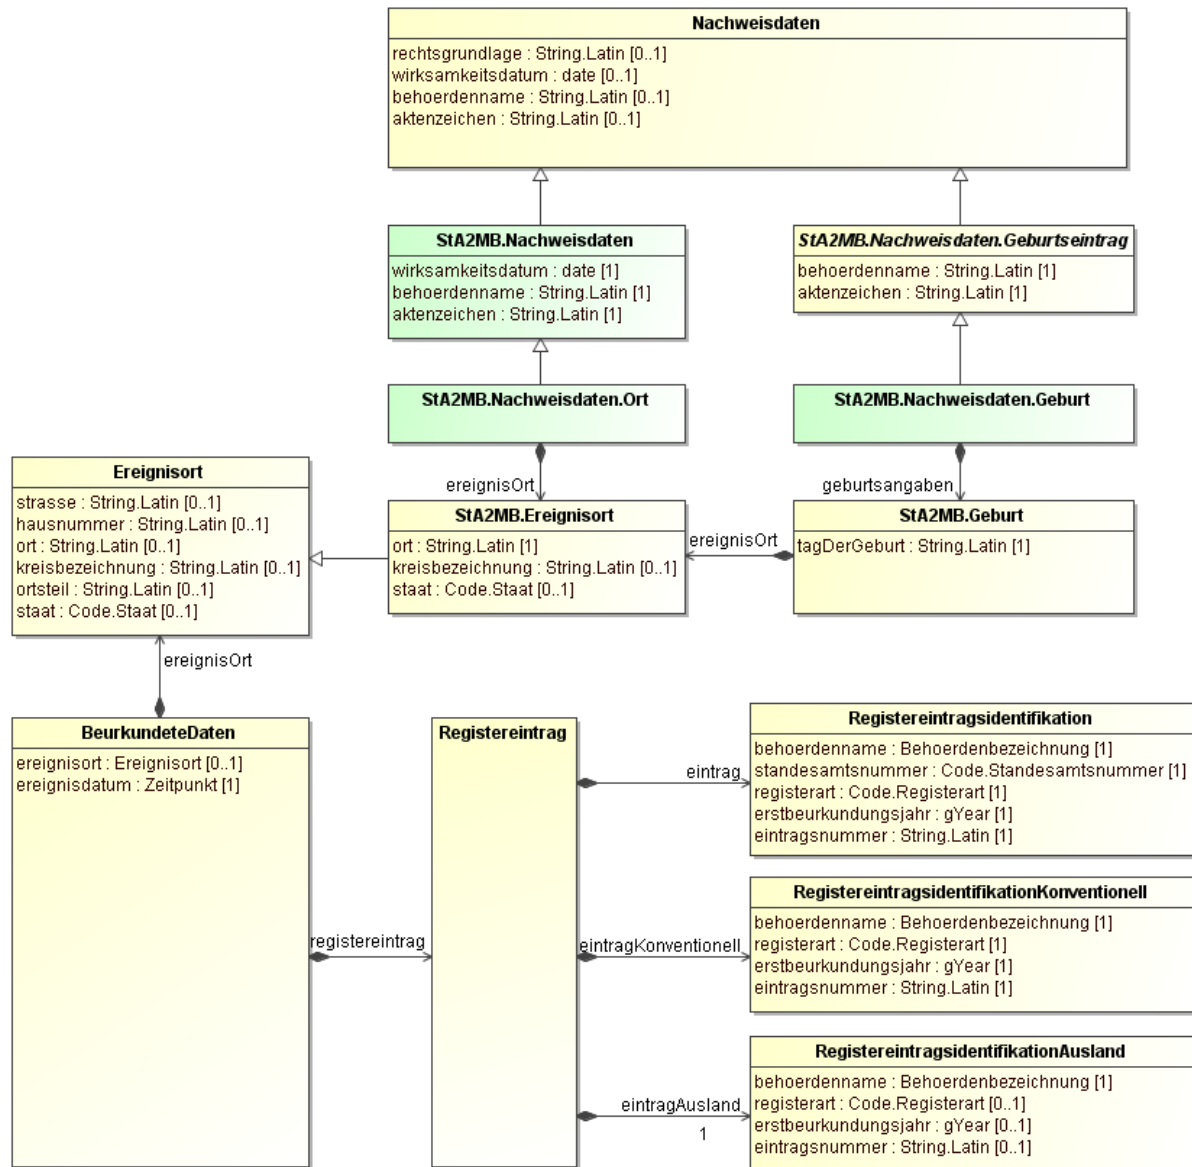 Nachweisdaten
rechtsgrundlage : String.Latin [0..1]
wirksamkeitsdatum : date [0..1]
behoerdenname : String.Latin [0..1]
aktenzeichen : String.Latin [0..1]
StA2MB.Nachweisdaten
wirksamkeitsdatum : date [1]
behoerdenname : String.Latin [1]
aktenzeichen : String.Latin [1]
StA2MB.Nachweisdaten.Geburtseintrag
behoerdenname : String.Latin [1]
aktenzeichen : String.Latin [1]
StA2MB.Nachweisdaten.Ort
StA2MB.Nachweisdaten.Geburt
ereignisOrt
geburtsangaben
Ereignisort
strasse : String.Latin [0..1]
hausnummer : String.Latin [0..1]
ort : String.Latin [0..1]
kreisbezeichnung : String.Latin [0..1]
ortsteil : String.Latin [0..1]
staat : Code.Staat [0..1]
StA2MB.Ereignisort
ort : String.Latin [1]
kreisbezeichnung : String.Latin [0..1]
staat : Code.Staat [0..1]
ereignisOrt
StA2MB.Geburt
tagDerGeburt : String.Latin [1]
ereignisOrt
BeurkundeteDaten
ereignisort : Ereignisort [0..1]
ereignisdatum : Zeitpunkt [1]
registereintrag
Registereintrag
eintrag
Registereintragsidentifikation
behoerdenname : Behoerdenbezeichnung [1]
standesamtsnummer : Code.Standesamtsnummer [1]
registerart : Code.Registerart [1]
erstbeurkundungsjahr : gYear [1]
eintragsnummer : String.Latin [1]
eintragKonventionell
RegistereintragsidentifikationKonventionell
behoerdenname : Behoerdenbezeichnung [1]
registerart : Code.Registerart [1]
erstbeurkundungsjahr : gYear [1]
eintragsnummer : String.Latin [1]
eintragAusland
1
RegistereintragsidentifikationAusland
behoerdenname : Behoerdenbezeichnung [1]
registerart : Code.Registerart [0..1]
erstbeurkundungsjahr : gYear [0..1]
eintragsnummer : String.Latin [0..1]